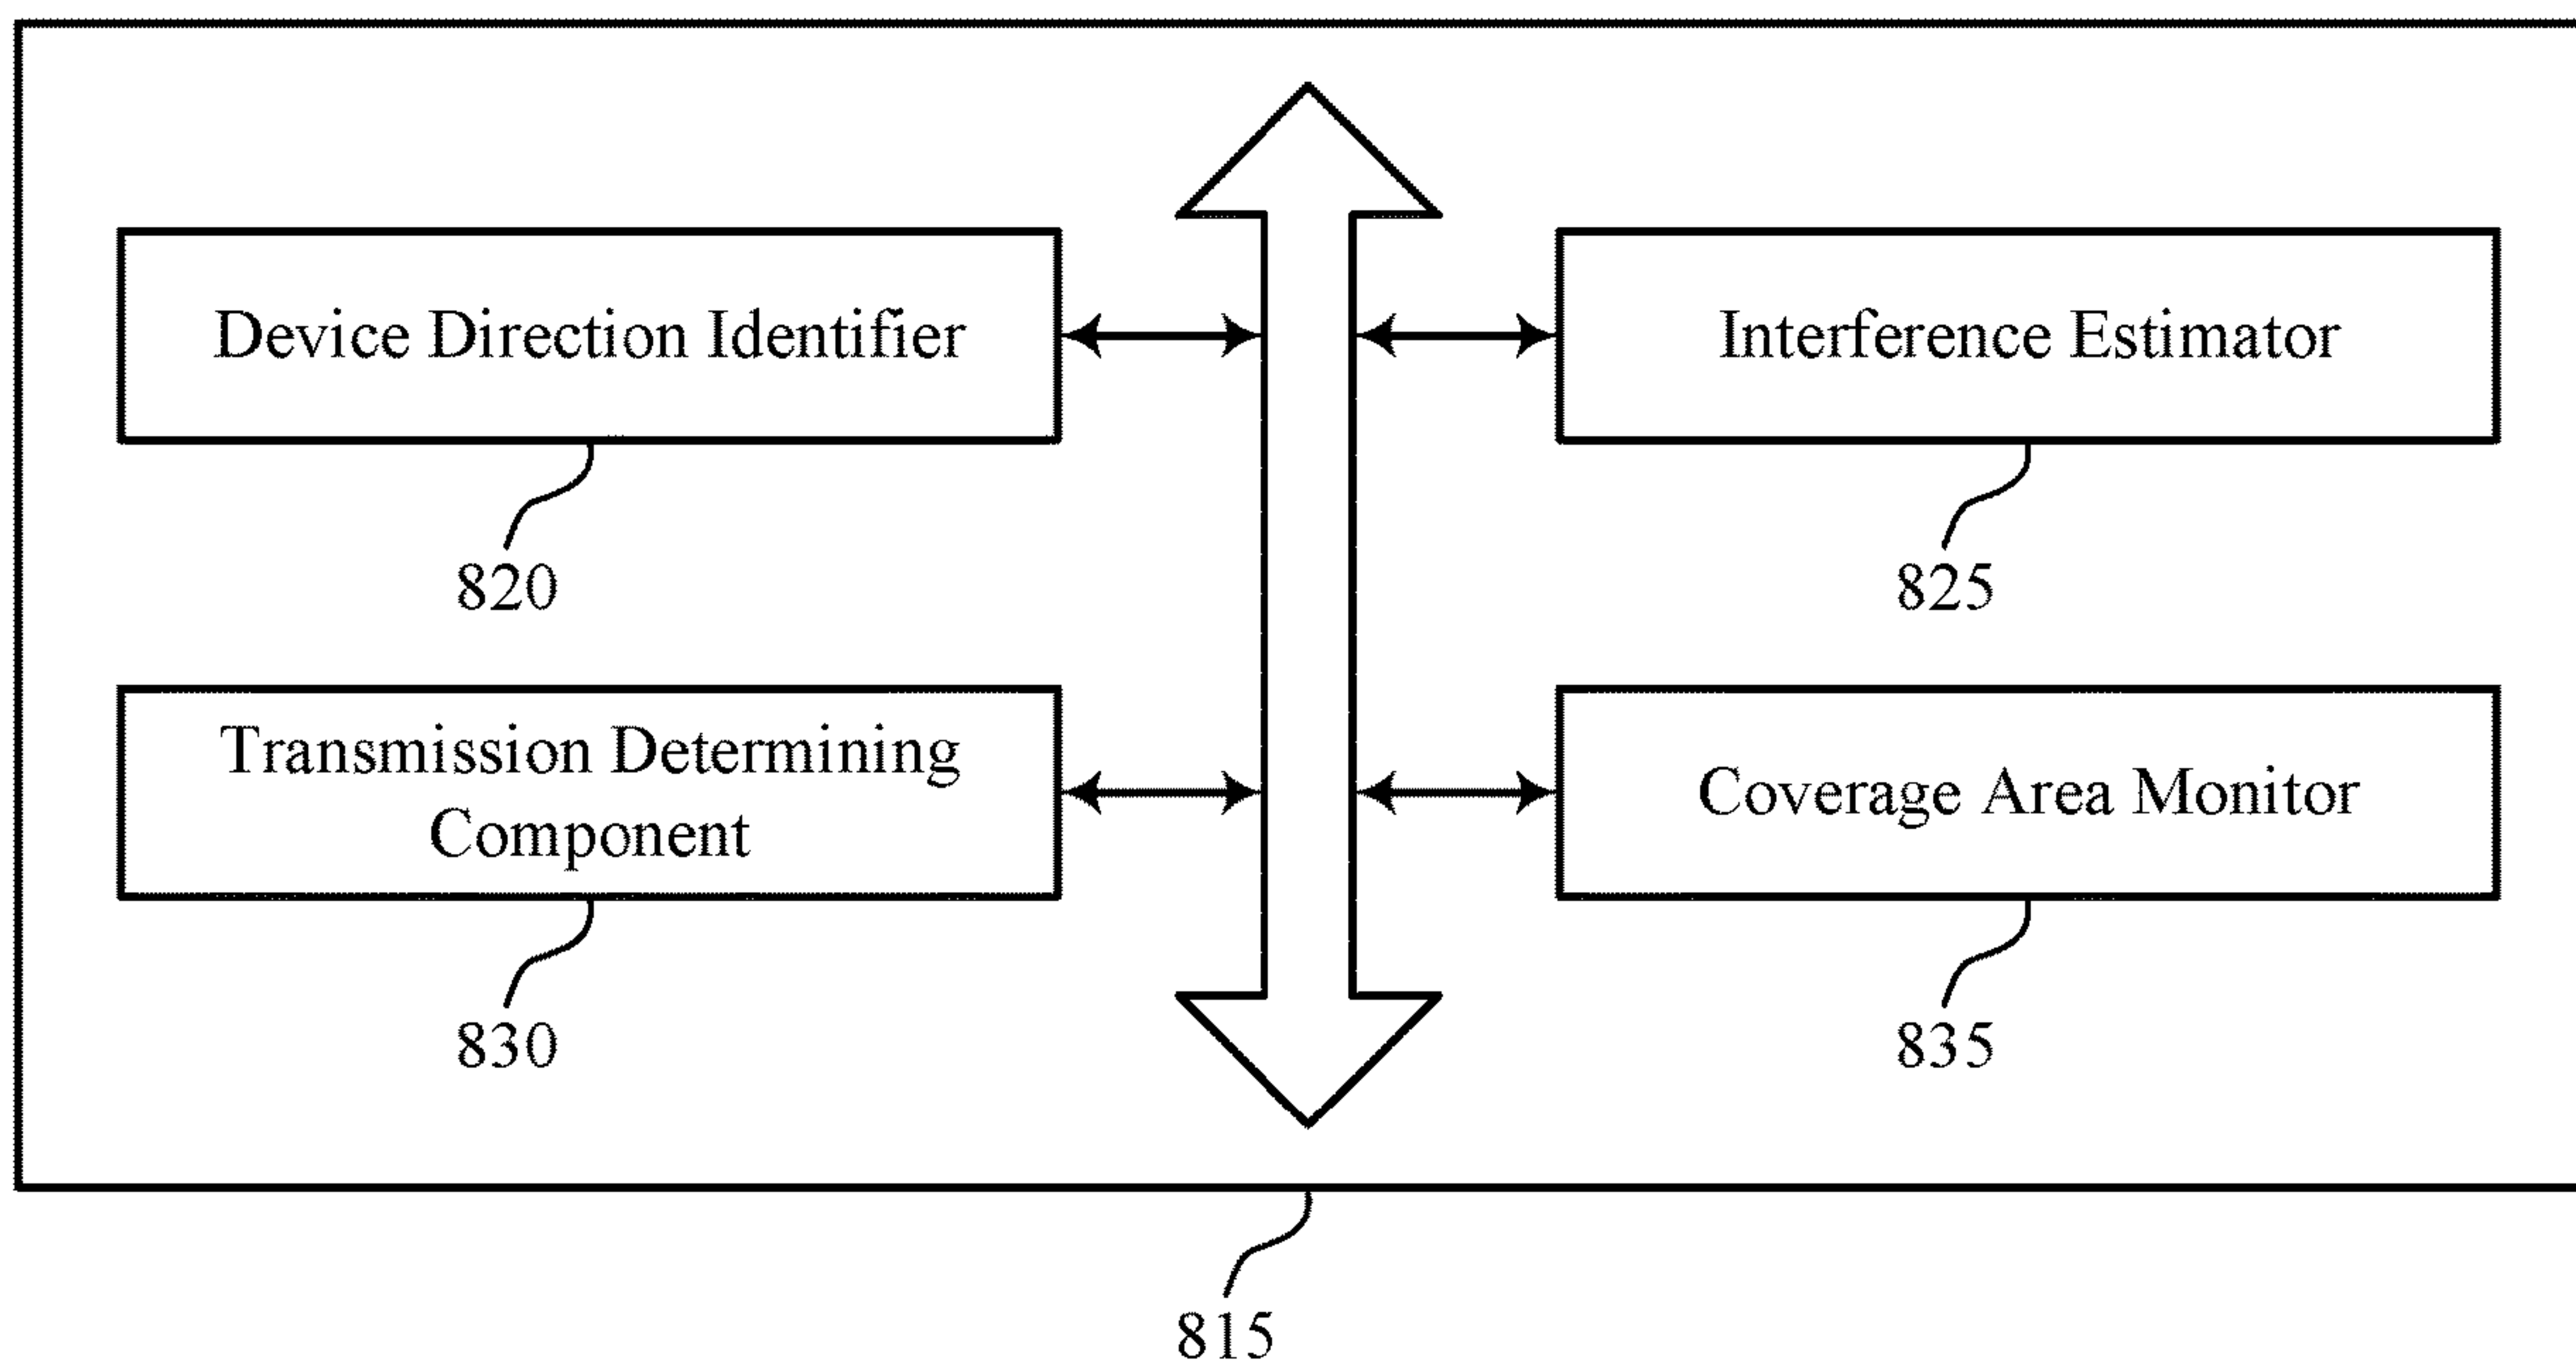 Device Direction Identifier
Interference Estimator
820
825
Transmission Determining
Component
Coverage Area Monitor
830
835
815